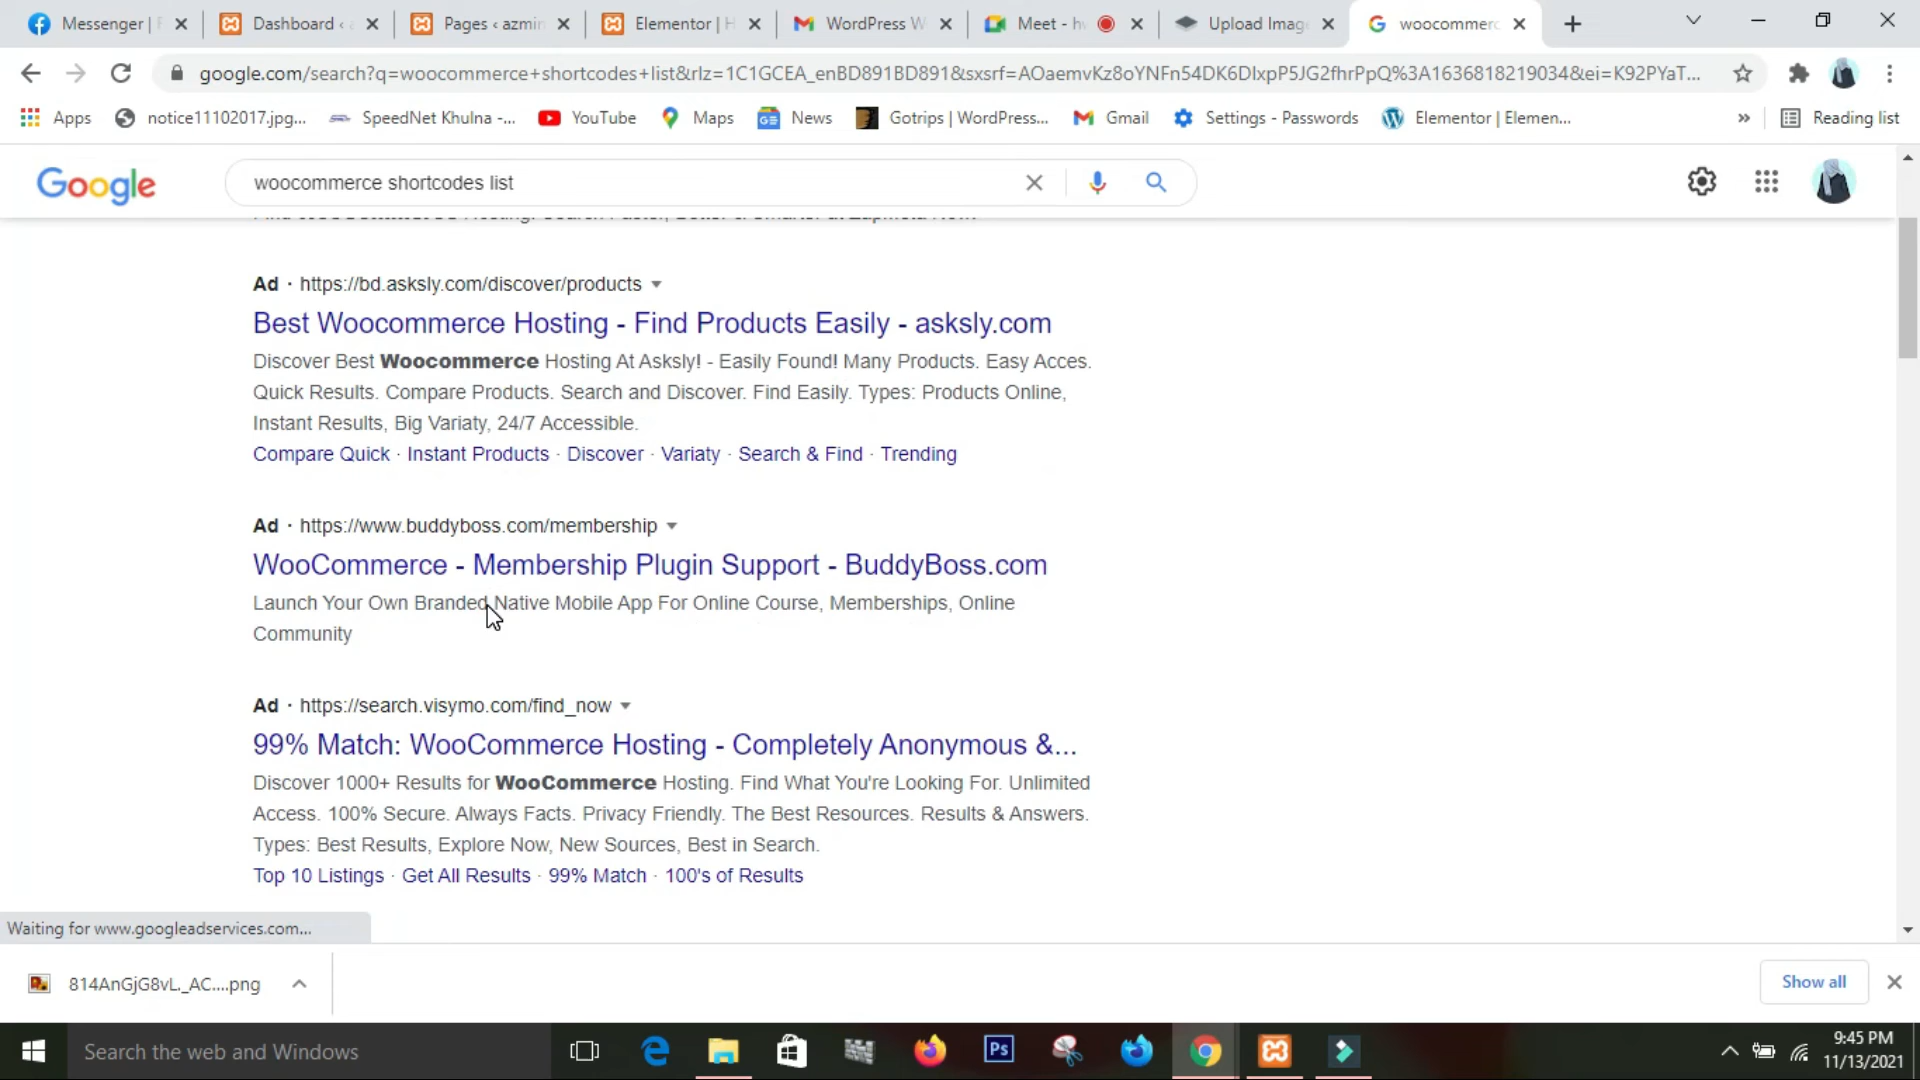 Messenger | F
Dashboard ‹ a
Pages ‹ azmin
Elementor | H
WordPress W
Meet - hv
Upload Imag
woocommerc
google.com/search?q=woocommerce+shortcodes+list&rlz=1C1GCEA_enBD891BD891&sxsrf=AOaemvKz8oYNFn54DK6DIxpP5JG2fhrPpQ%3A1636818219034&ei=K92PYaT...
Apps
notice11102017.jpg...
SpeedNet Khulna -...
YouTube
Maps
News
Gotrips | WordPress...
Gmail
Settings - Passwords
Elementor | Elemen...
»
Reading list
Google
woocommerce shortcodes list
Ad · https://bd.asksly.com/discover/products
Best Woocommerce Hosting - Find Products Easily - asksly.com
Discover Best Woocommerce Hosting At Asksly! - Easily Found! Many Products. Easy Acces.
Quick Results. Compare Products. Search and Discover. Find Easily. Types: Products Online,
Instant Results, Big Variaty, 24/7 Accessible.
Compare Quick · Instant Products · Discover · Variaty · Search & Find · Trending
Ad · https://www.buddyboss.com/membership
WooCommerce - Membership Plugin Support - BuddyBoss.com
Launch Your Own Branded Native Mobile App For Online Course, Memberships, Online
Community
Ad · https://search.visymo.com/find_now
99% Match: WooCommerce Hosting - Completely Anonymous &...
Discover 1000+ Results for WooCommerce Hosting. Find What You're Looking For. Unlimited
Access. 100% Secure. Always Facts. Privacy Friendly. The Best Resources. Results & Answers.
Types: Best Results, Explore Now, New Sources, Best in Search.
Top 10 Listings · Get All Results · 99% Match · 100's of Results
Waiting for www.googleadservices.com...
814AnGjG8vL._AC....png
Show all
Search the web and Windows
Ps
9:45 PM
11/13/2021